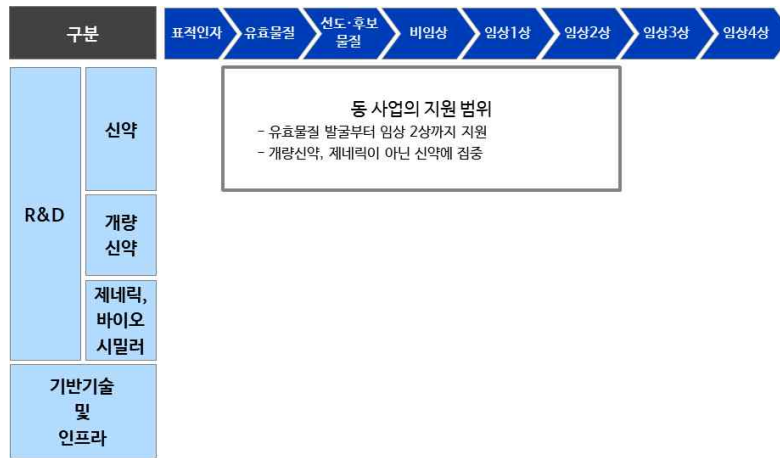 구분
표적인자
유효물질
선도·후보
물질
비임상
임상1상
임상2상
임상3상
임상4상
R&D
신약
동 사업의 지원 범위
- 유효물질 발굴부터 임상 2상까지 지원
- 개량신약, 제네릭이 아닌 신약에 집중
개량
신약
제네릭,
바이오
시밀러
기반기술
및
인프라